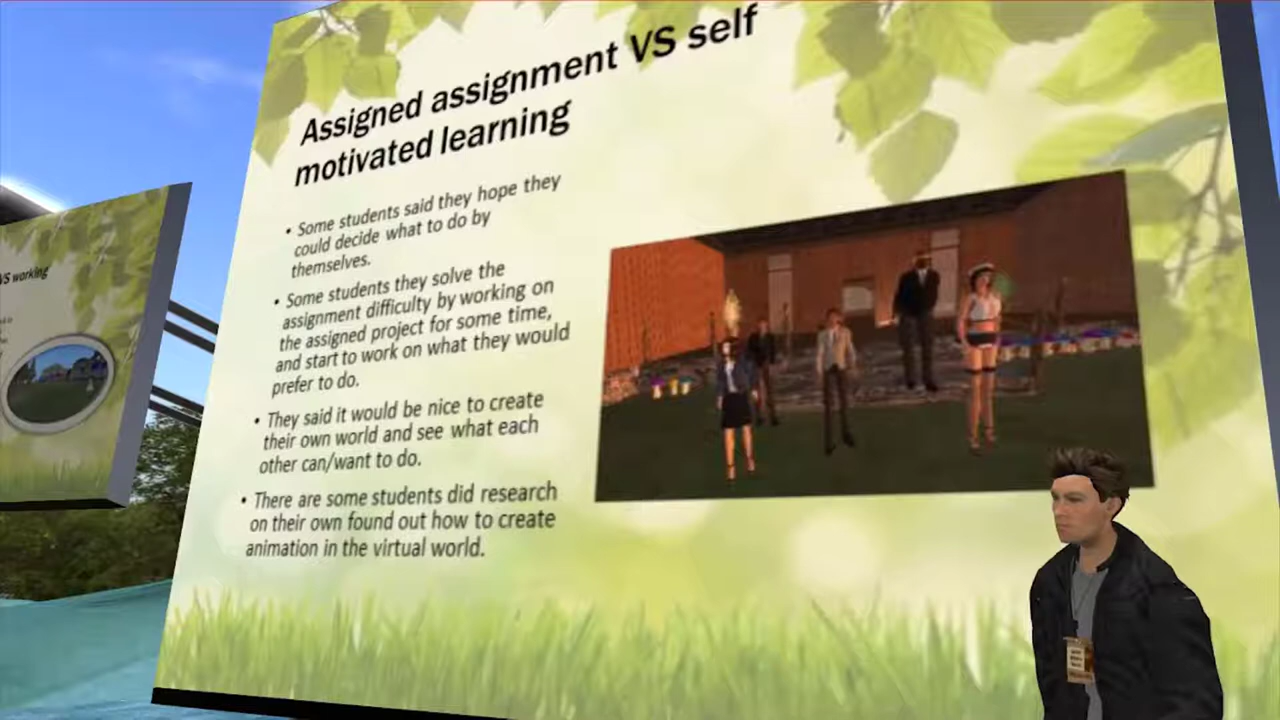 Assigned assignment VS self
motivated learning
• Some students said they hope they
could decide what to do by
themselves.
• Some students they solve the
assignment difficulty by working on
the assigned project for some time,
and start to work on what they would
prefer to do.
• They said it would be nice to create
their own world and see what each
other can/want to do.
• There are some students did research
on their own found out how to create
animation in the virtual world.
VS working